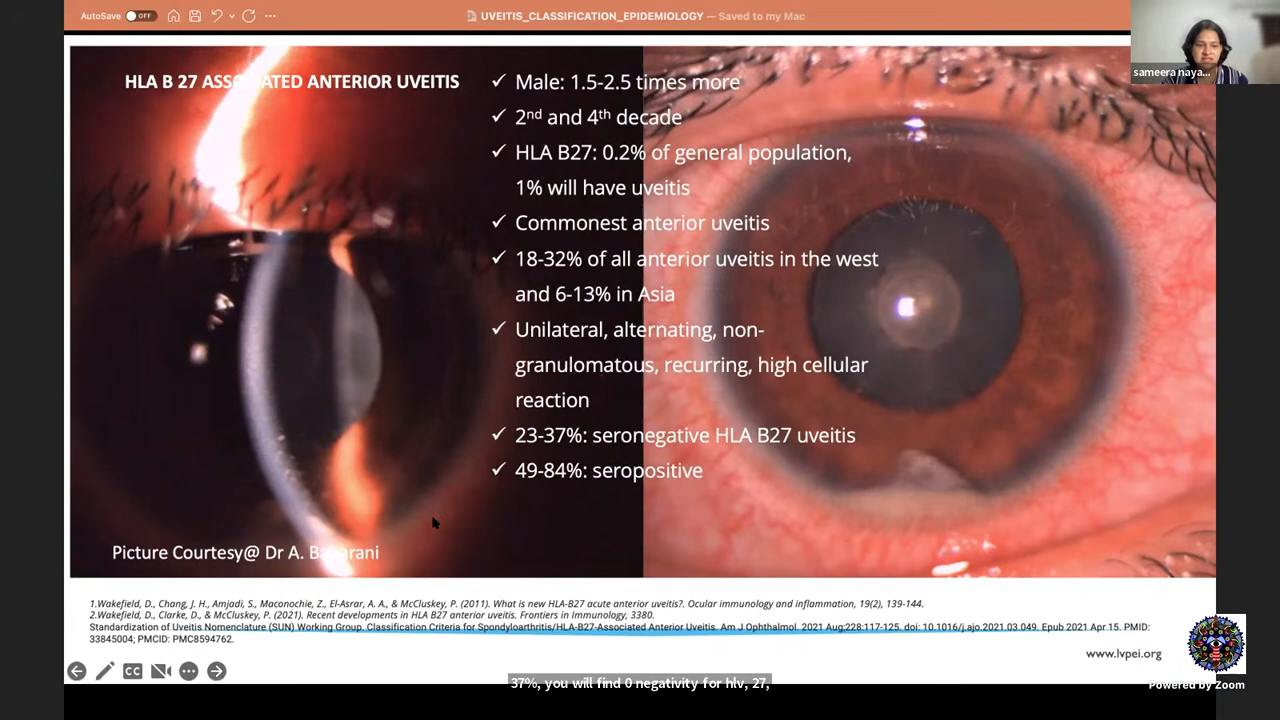 AutoSave OFF
UVEITIS_CLASSIFICATION_EPIDEMIOLOGY — Saved to my Mac
sameera naya...
HLA B 27 ASSOCIATED ANTERIOR UVEITIS
✓ Male: 1.5-2.5 times more
✓ 2nd and 4th decade
✓ HLA B27: 0.2% of general population,
1% will have uveitis
✓ Commonest anterior uveitis
✓ 18-32% of all anterior uveitis in the west
and 6-13% in Asia
✓ Unilateral, alternating, non-
granulomatous, recurring, high cellular
reaction
✓ 23-37%: seronegative HLA B27 uveitis
✓ 49-84%: seropositive
Picture Courtesy@ Dr A.
1.Wakefield, D., Chang, J. H., Amjadi, S., Maconochie, Z., El-Asrar, A. A., & McCluskey, P. (2011). What is new HLA-B27 acute anterior uveitis?. Ocular immunology and inflammation, 19(2), 139-144.
2.Wakefield, D., Clarke, D., & McCluskey, P. (2021). Recent developments in HLA B27 anterior uveitis. Frontiers in Immunology, 3380.
Standardization of Uveitis Nomenclature (SUN) Working Group. Classification Criteria for Spondyloarthritis/HLA-B27-Associated Anterior Uveitis. Am J Ophthalmol. 2021 Aug;228:117-125. doi: 10.1016/j.ajo.2021.03.049. Epub 2021 Apr 15. PMID:
33845004; PMCID: PMC8594762.
www.lvpei.org
CC
37%, you will find 0 negativity for hlv, 27,
Powered by Zoom